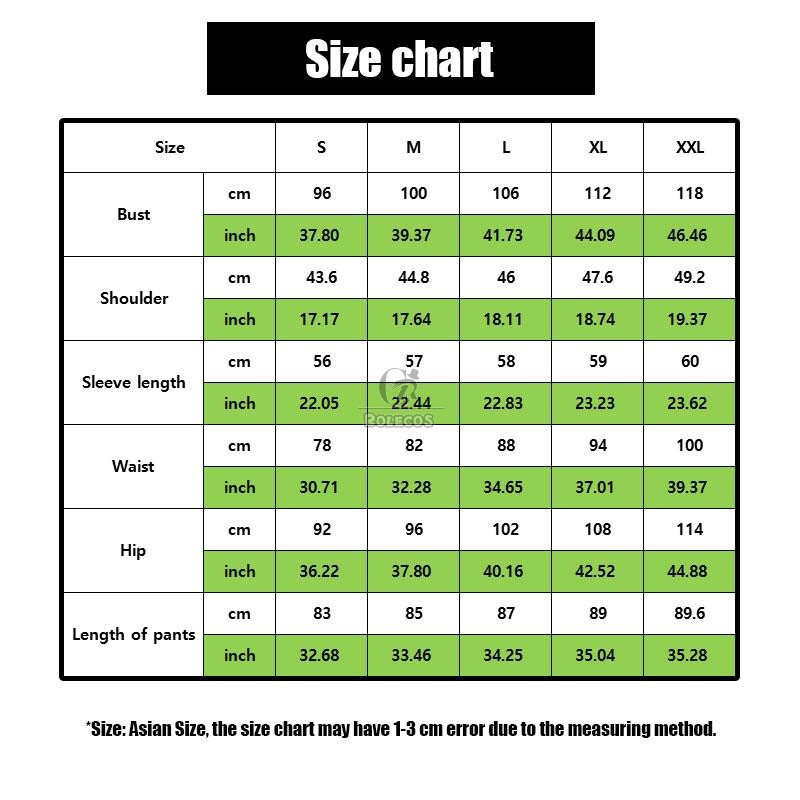 Size chart
Size S M L XL XXL
Bust cm 96 100 106 112 118
inch 37.80 39.37 41.73 44.09 46.46
Shoulder cm 43.6 44.8 46 47.6 49.2
inch 17.17 17.64 18.11 18.74 19.37
Sleeve length cm 56 57 58 59 60
inch 22.05 22.44 22.83 23.23 23.62
ROLECOS
Waist cm 78 82 88 94 100
inch 30.71 32.28 34.65 37.01 39.37
Hip cm 92 96 102 108 114
inch 36.22 37.80 40.16 42.52 44.88
Length of pants cm 83 85 87 89 89.6
inch 32.68 33.46 34.25 35.04 35.28
*Size: Asian Size, the size chart may have 1-3 cm error due to the measuring method.